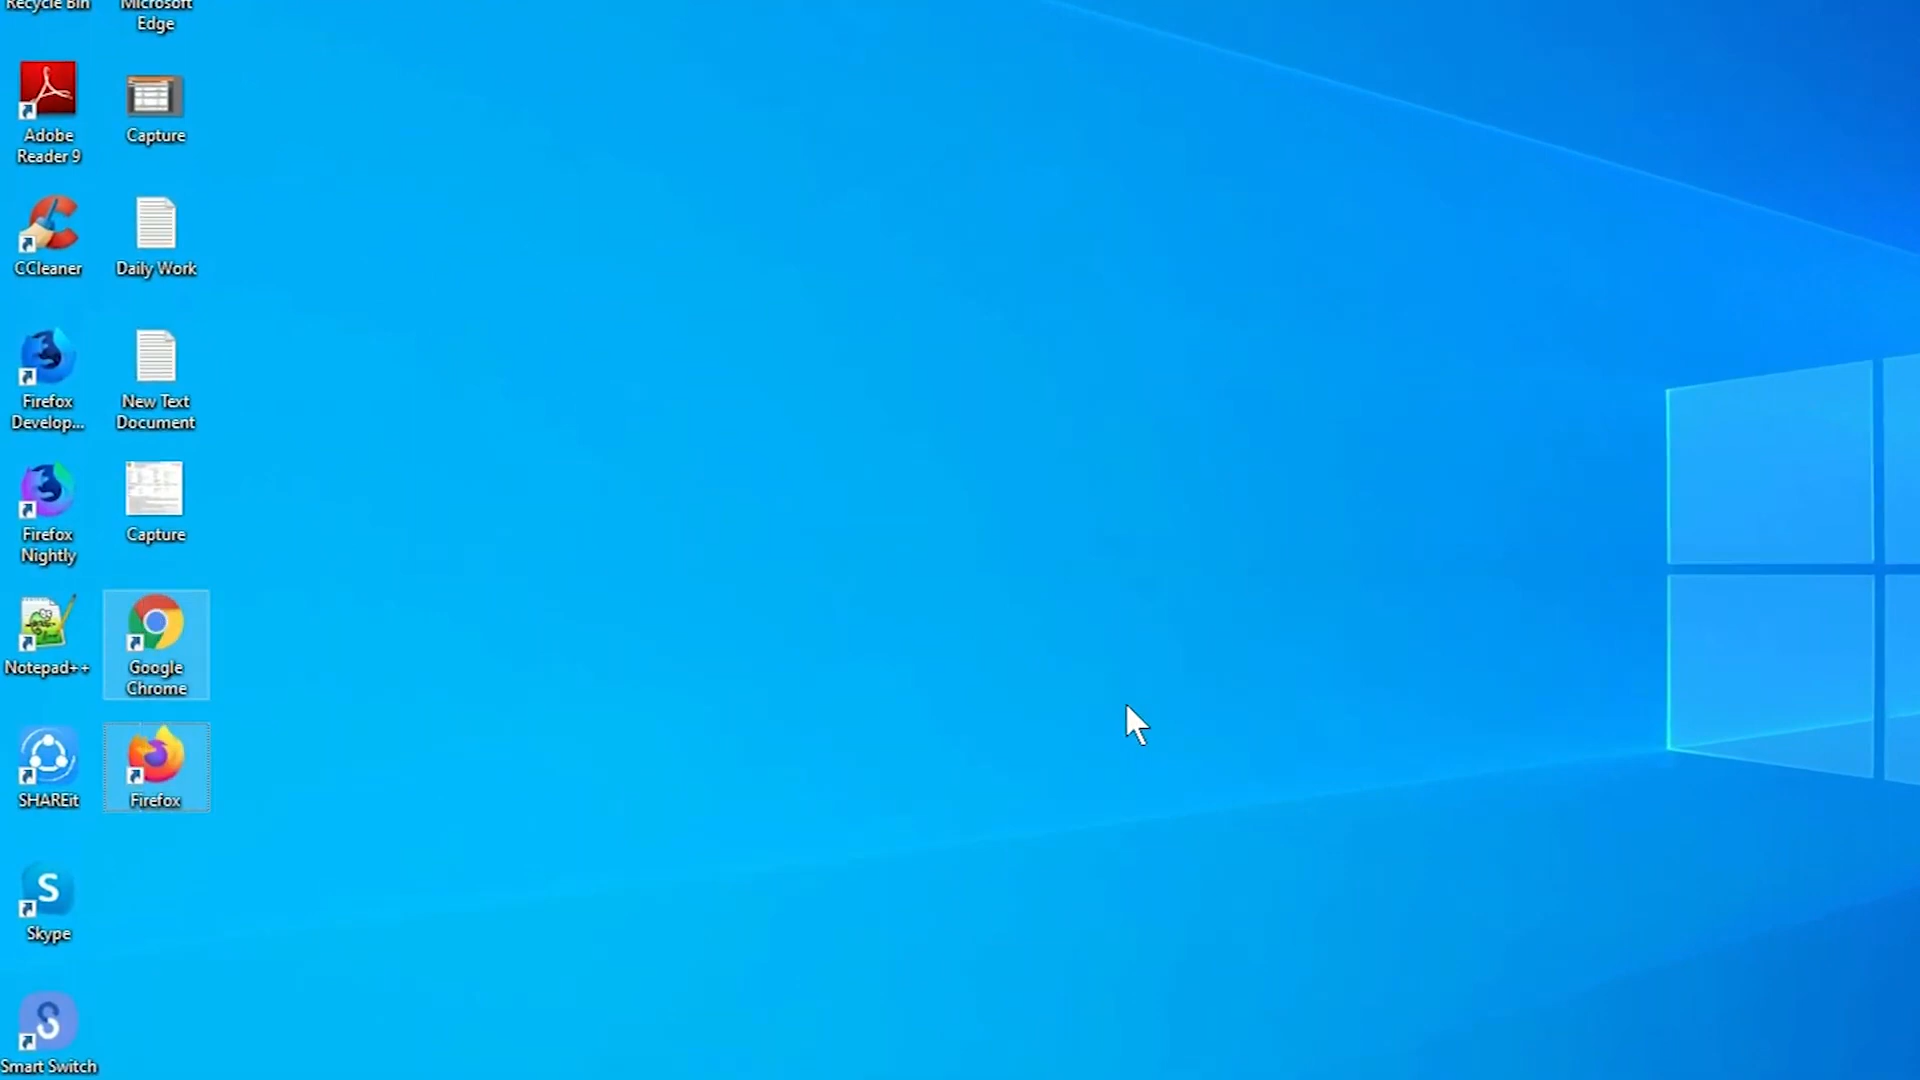 Recycle Bin
Microsoft
Edge
Adobe
Reader 9
Capture
CCleaner
Daily Work
Firefox
Develop...
New Text
Document
Firefox
Nightly
Capture
Notepad++
Google
Chrome
SHAREit
Firefox
Skype
Smart Switch